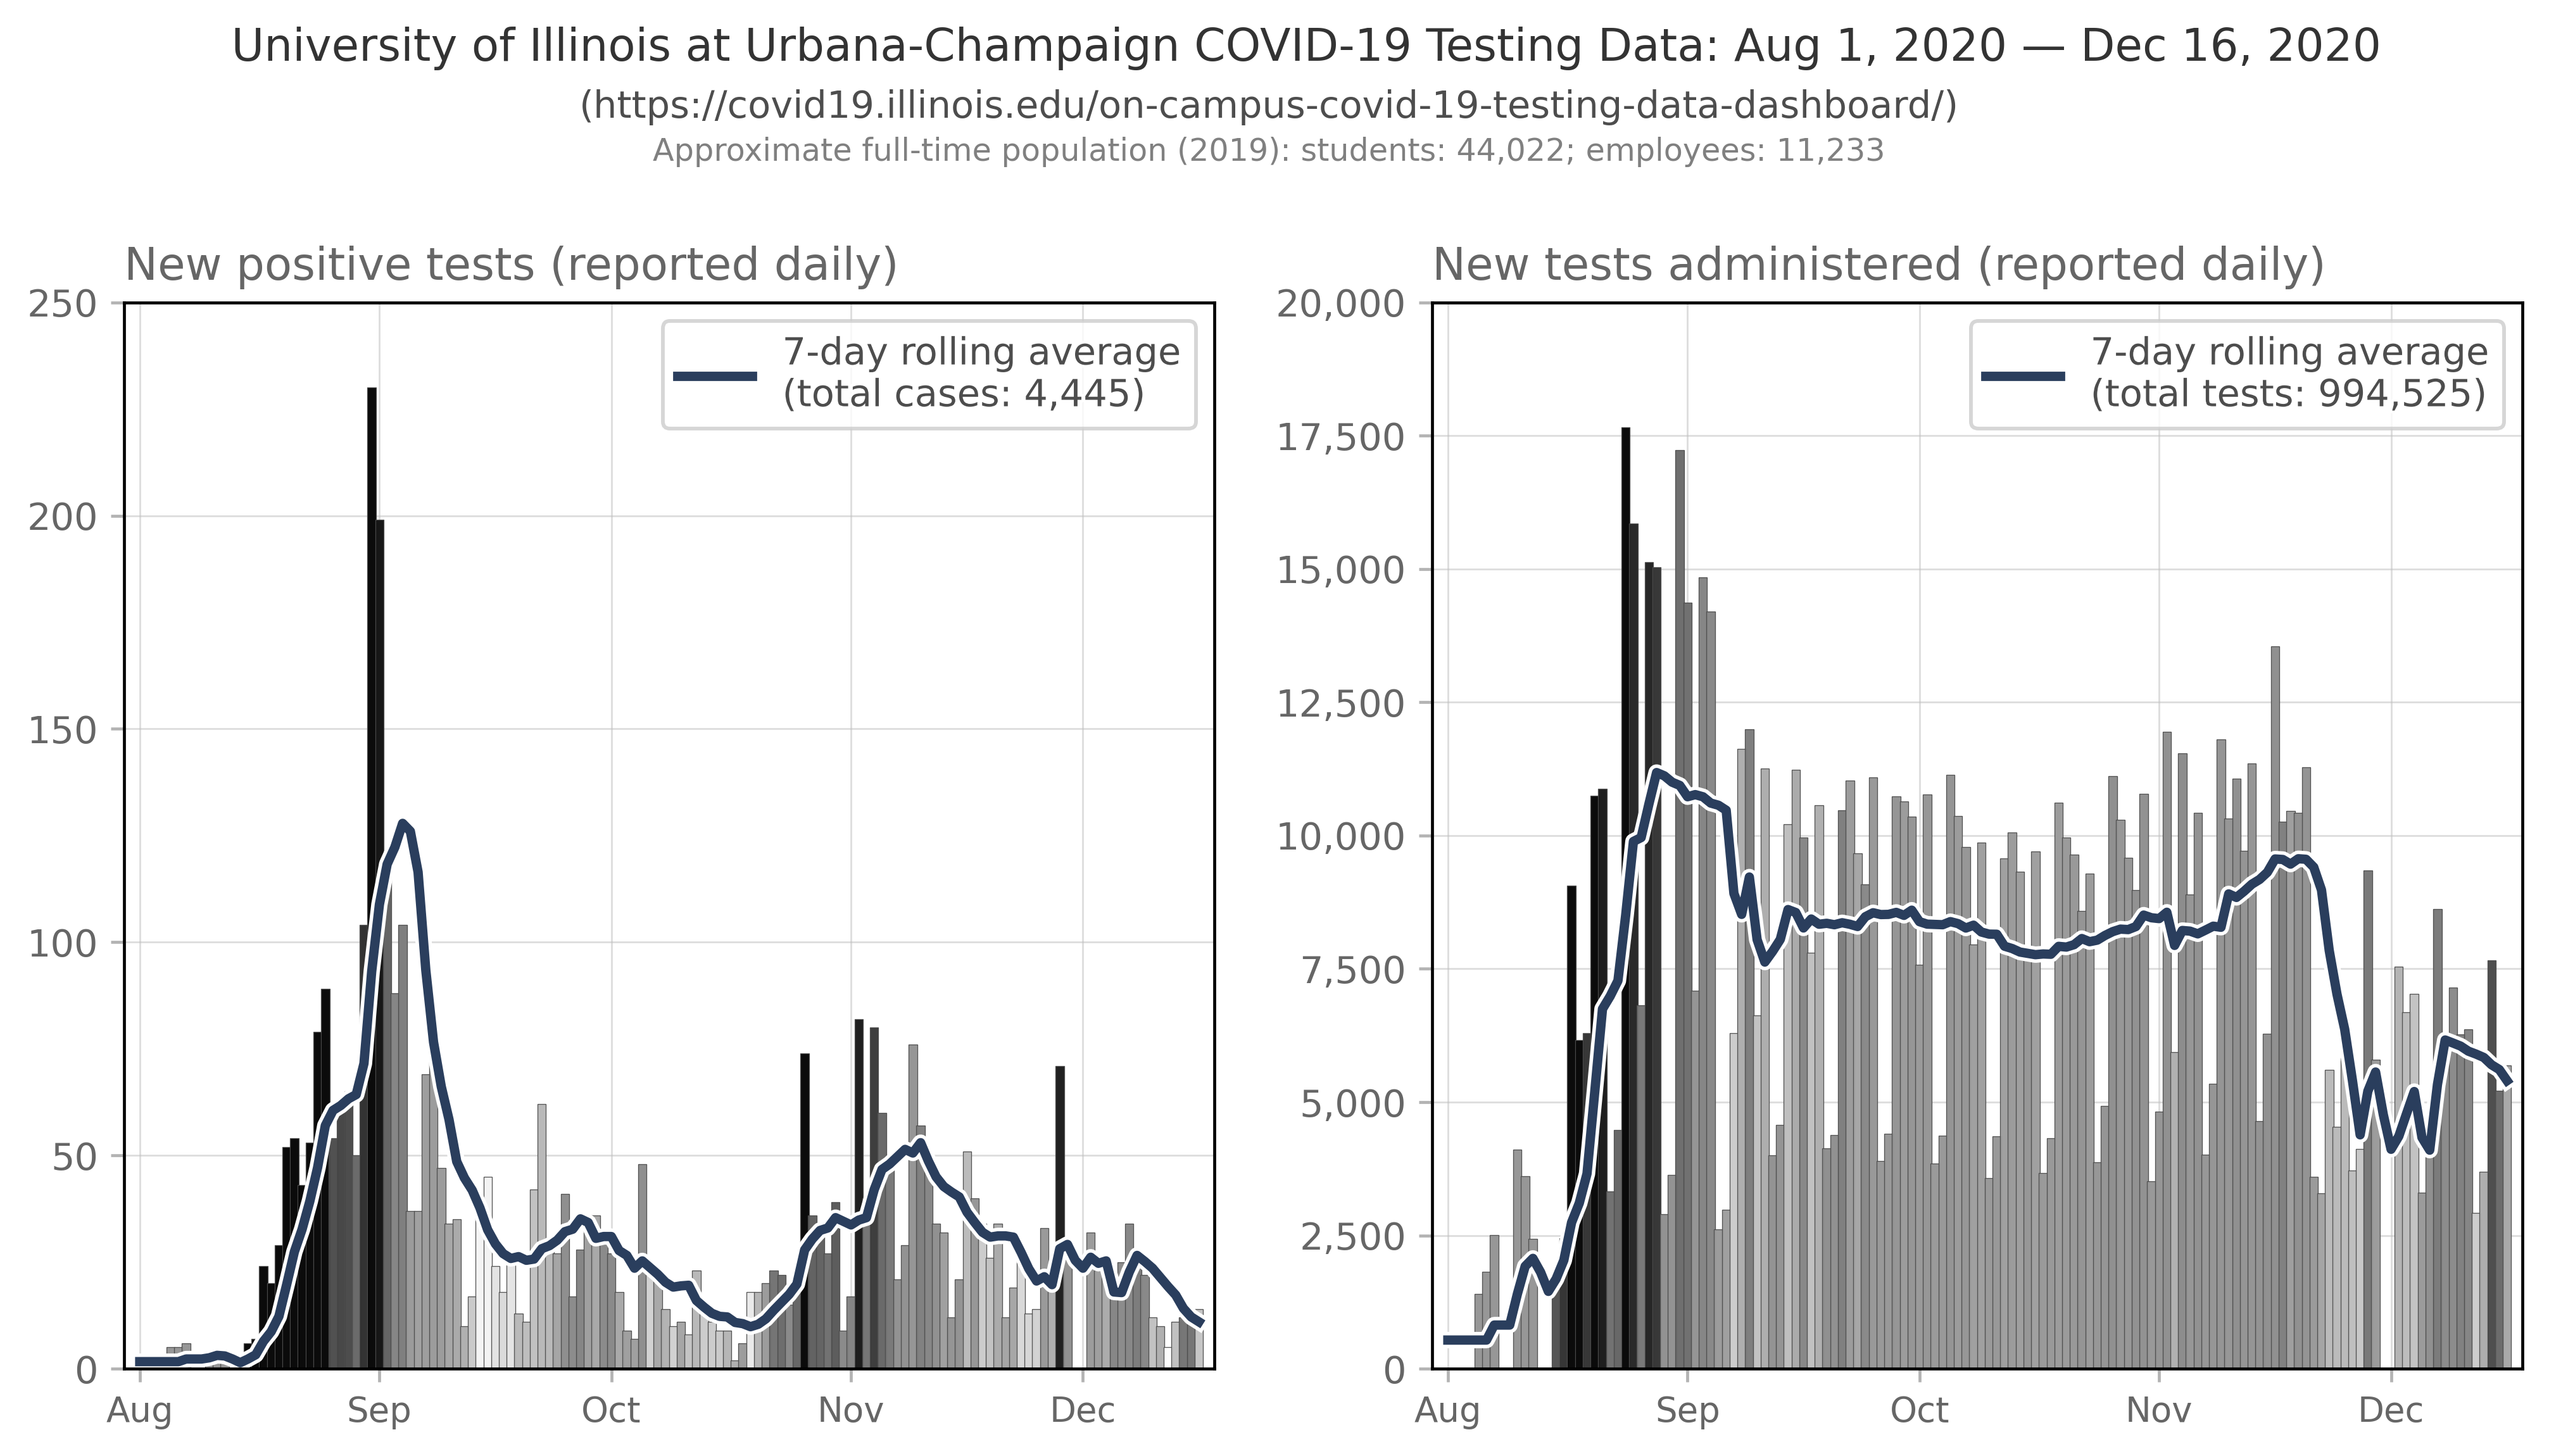 University of Illinois at Urbana-Champaign COVID-19 Testing Data: Aug 1, 2020 — Dec 16, 2020
(https://covid19.illinois.edu/on-campus-covid-19-testing-data-dashboard/)
Approximate full-time population (2019): students: 44,022; employees: 11,233
New positive tests (reported daily)
250
200
150
100
50
0
7-day rolling average
(total cases: 4,445)
Aug
Sep
Oct
Nov
Dec
New tests administered (reported daily)
20,000
17,500
15,000
12,500
10,000
7,500
5,000
2,500
0
7-day rolling average
(total tests: 994,525)
Aug
Sep
Oct
Nov
Dec